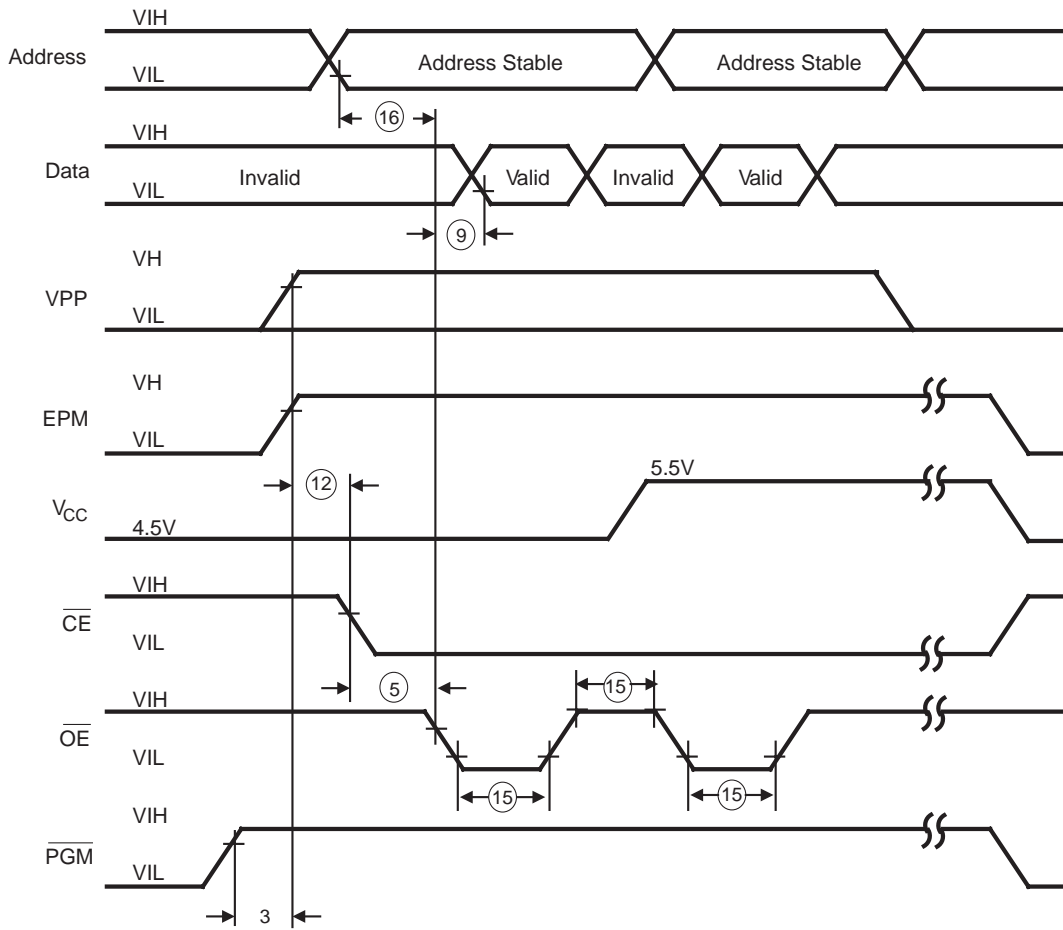 VIH
Address
VIL
Address Stable
Address Stable
16
VIH
Data
VIL
Invalid
Valid
Invalid
Valid
9
VH
VPP
VIL
VH
EPM
VIL
12
5.5V
VCC
4.5V
VIH
CE
VIL
5
15
VIH
OE
VIL
15
15
VIH
PGM
VIL
3